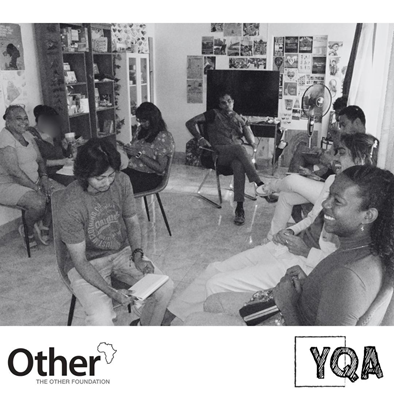 Other
THE OTHER FOUNDATION
YQA